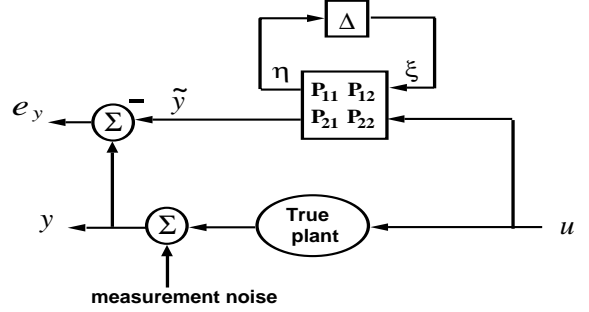 Δ
η ξ
P₁₁ P₁₂
P₂₁ P₂₂
e_y Σ − ỹ
y Σ True plant u
measurement noise